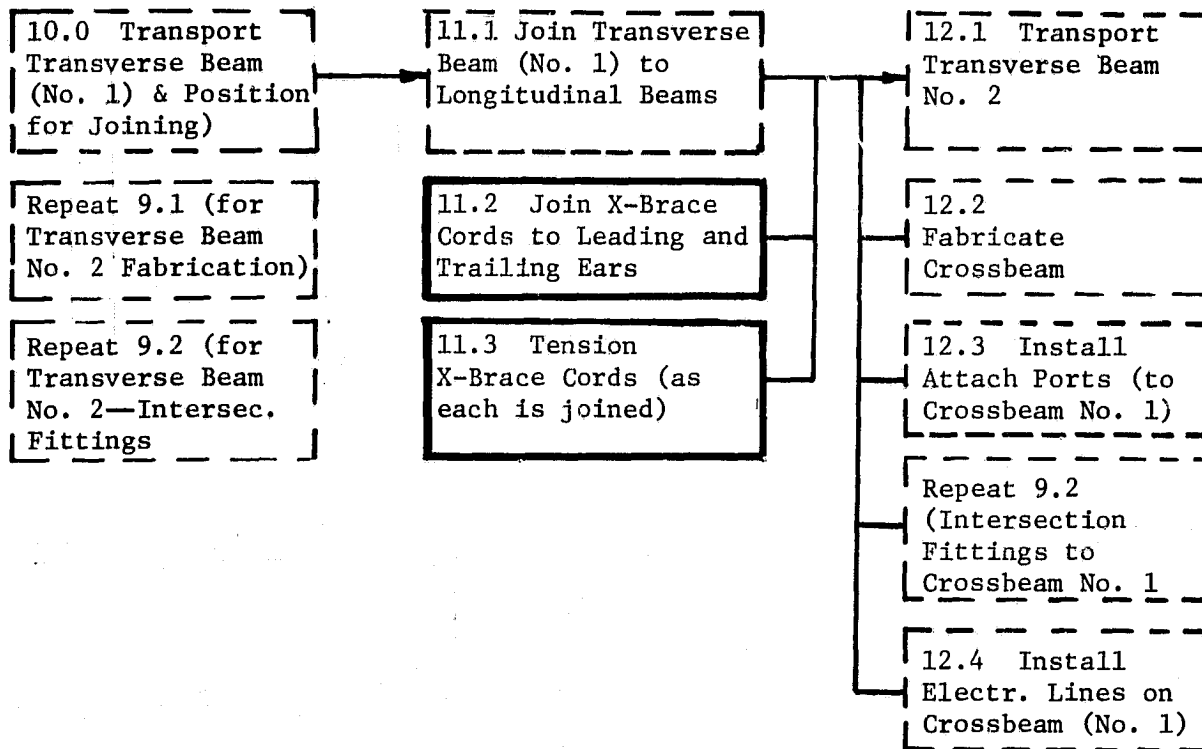 10.0 Transport
Transverse Beam
(No. 1) & Position
for Joining)
Repeat 9.1 (for
Transverse Beam
No. 2 Fabrication)
Repeat 9.2 (for
Transverse Beam
No. 2—Intersec.
Fittings
11.1 Join Transverse
Beam (No. 1) to
Longitudinal Beams
11.2 Join X-Brace
Cords to Leading and
Trailing Ears
11.3 Tension
X-Brace Cords (as
each is joined)
12.1 Transport
Transverse Beam
No. 2
12.2
Fabricate
Crossbeam
12.3 Install
Attach Ports (to
Crossbeam No. 1)
Repeat 9.2
(Intersection
Fittings to
Crossbeam No. 1
12.4 Install
Electr. Lines on
Crossbeam (No. 1)